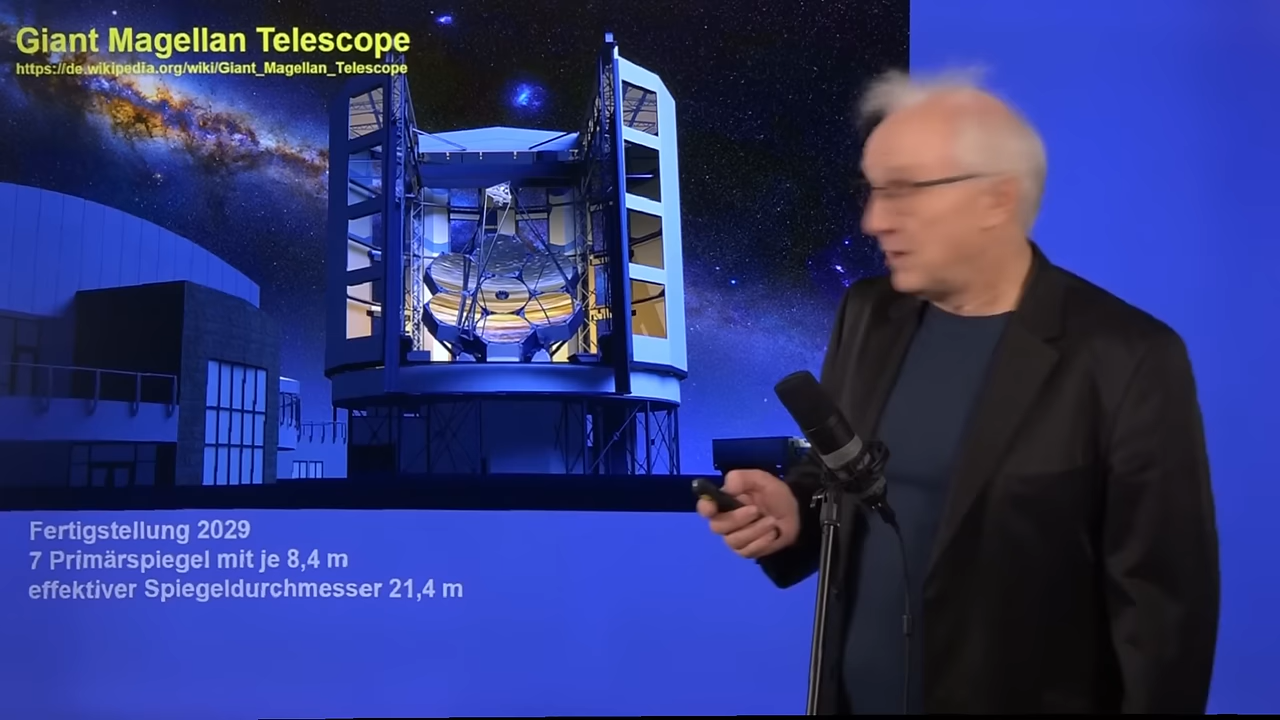 Giant Magellan Telescope
https://de.wikipedia.org/wiki/Giant_Magellan_Telescope
Fertigstellung 2029
7 Primärspiegel mit je 8,4 m
effektiver Spiegeldurchmesser 21,4 m